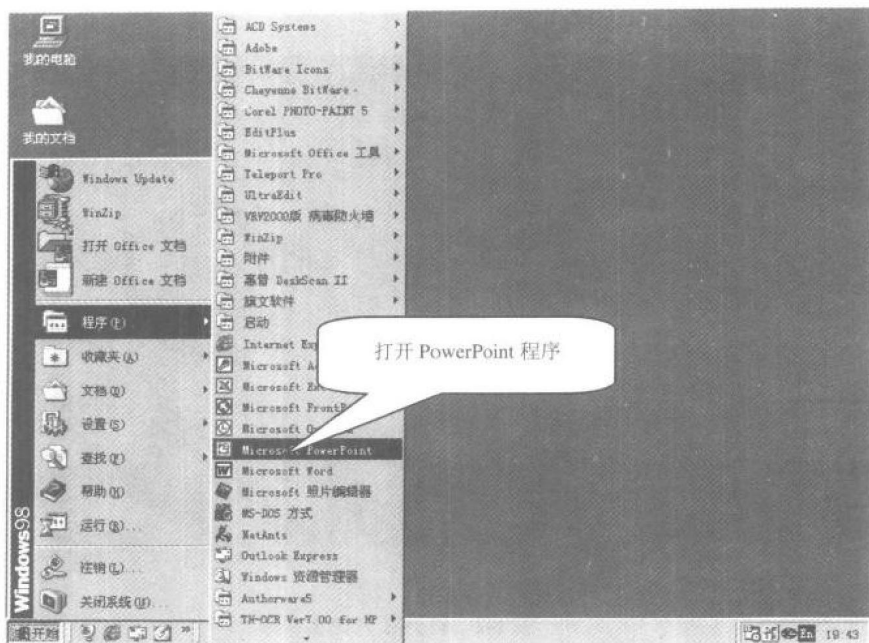 我的电脑
我的文档
Windows Update
WinZip
打开 Office 文档
新建 Office 文档
程序(P)
收藏夹(A)
文档(D)
设置(S)
查找(F)
帮助(H)
运行(R)...
注销(L)...
关闭系统(U)...
Windows98
开始
ACD Systems
Adobe
BitWare Icons
Cheyenne BitWare
Corel PHOTO-PAINT 5
EditPlus
Microsoft Office 工具
Teleport Pro
UltraEdit
VRV2000版 病毒防火墙
WinZip
附件
惠普 DeskScan II
旗文软件
启动
Internet Exp
Microsoft A
Microsoft Exc
Microsoft FrontP
Microsoft O
Microsoft PowerPoint
Microsoft Word
Microsoft 照片编辑器
MS-DOS 方式
NetAnts
Outlook Express
Windows 资源管理器
Authorware5
TH-OCR Ver7.00 for HP
打开 PowerPoint 程序
En
19:43